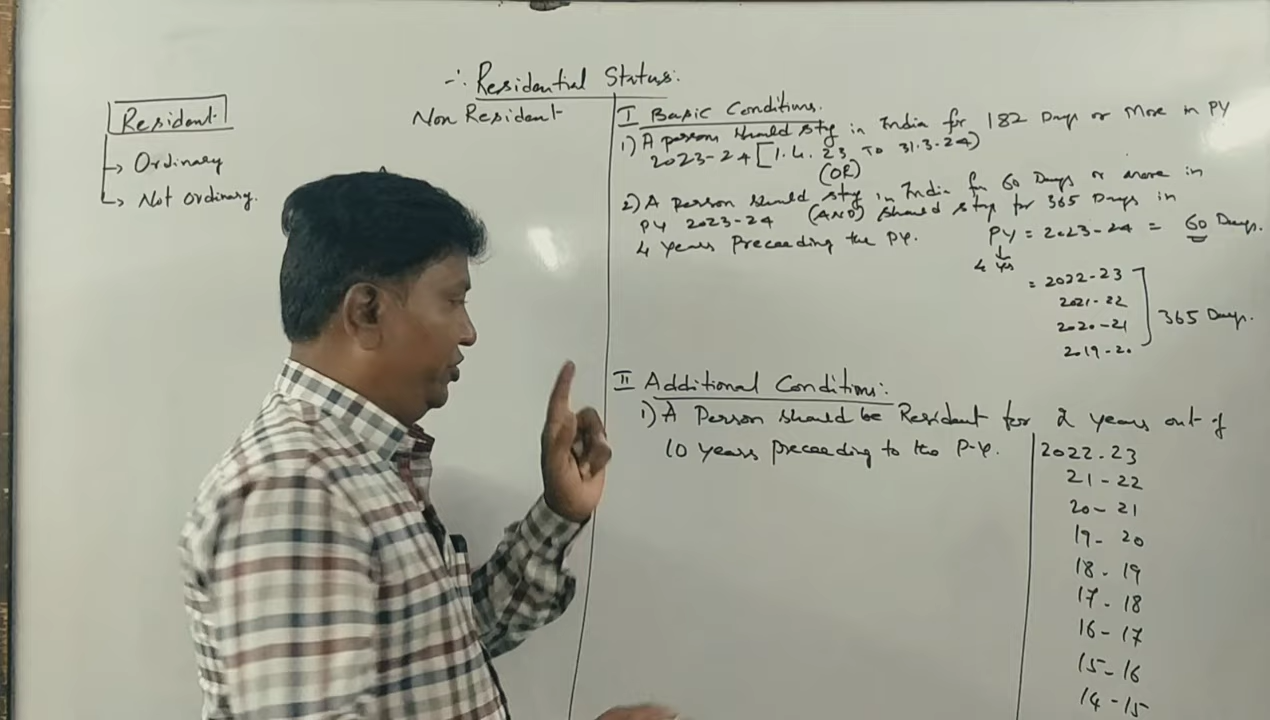 -: Residential Status:
Resident
→ Ordinary
→ Not Ordinary.
Non Resident
I Basic Conditions.
1) A person should stay in India for 182 Days or More in PY
2023-24 [1.4.23 To 31.3.24)
(OR)
2) A person should stay in India for 60 Days or more in
PY 2023-24 (AND) should stay for 365 Days in
4 years Preceeding the PY.
PY = 2023-24 = 60 Days.
4 yrs
= 2022-23
2021-22
2020-21
2019-20
365 Days.
II Additional Conditions:
1) A Person should be Resident for 2 years out of
10 years preceeding to the P.Y.
2022-23
21-22
20-21
19-20
18-19
17-18
16-17
15-16
14-15